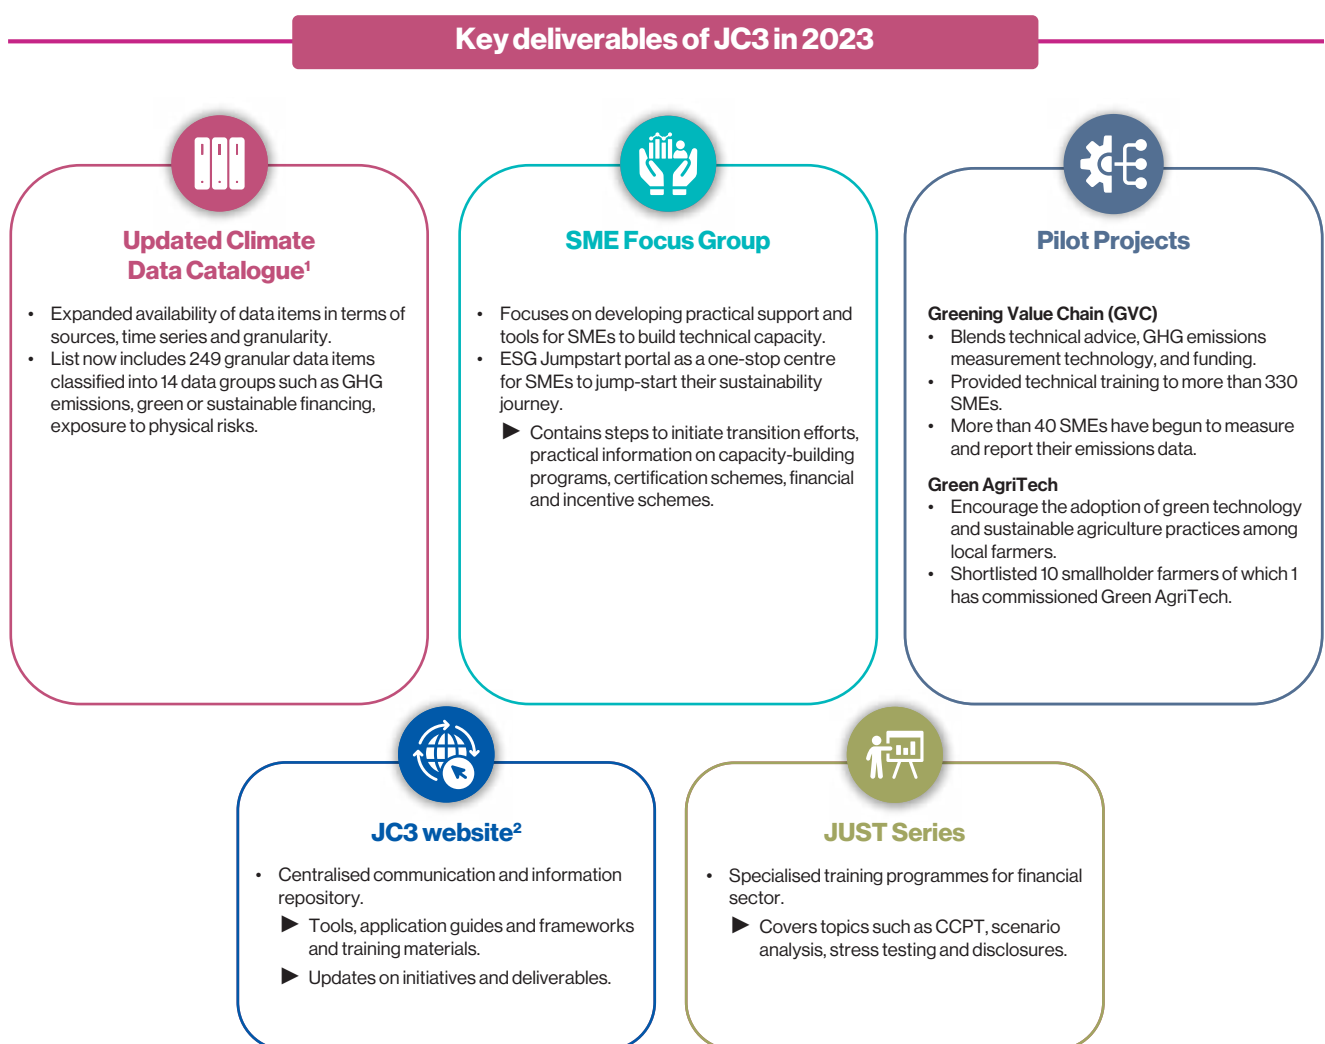 Key deliverables of JC3 in 2023
Updated Climate
Data Catalogue¹
• Expanded availability of data items in terms of
sources, time series and granularity.
• List now includes 249 granular data items
classified into 14 data groups such as GHG
emissions, green or sustainable financing,
exposure to physical risks.
SME Focus Group
• Focuses on developing practical support and
tools for SMEs to build technical capacity.
• ESG Jumpstart portal as a one-stop centre
for SMEs to jump-start their sustainability
journey.
► Contains steps to initiate transition efforts,
practical information on capacity-building
programs, certification schemes, financial
and incentive schemes.
Pilot Projects
Greening Value Chain (GVC)
• Blends technical advice, GHG emissions
measurement technology, and funding.
• Provided technical training to more than 330
SMEs.
• More than 40 SMEs have begun to measure
and report their emissions data.
Green AgriTech
• Encourage the adoption of green technology
and sustainable agriculture practices among
local farmers.
• Shortlisted 10 smallholder farmers of which 1
has commissioned Green AgriTech.
JC3 website²
• Centralised communication and information
repository.
► Tools, application guides and frameworks
and training materials.
► Updates on initiatives and deliverables.
JUST Series
• Specialised training programmes for financial
sector.
► Covers topics such as CCPT, scenario
analysis, stress testing and disclosures.